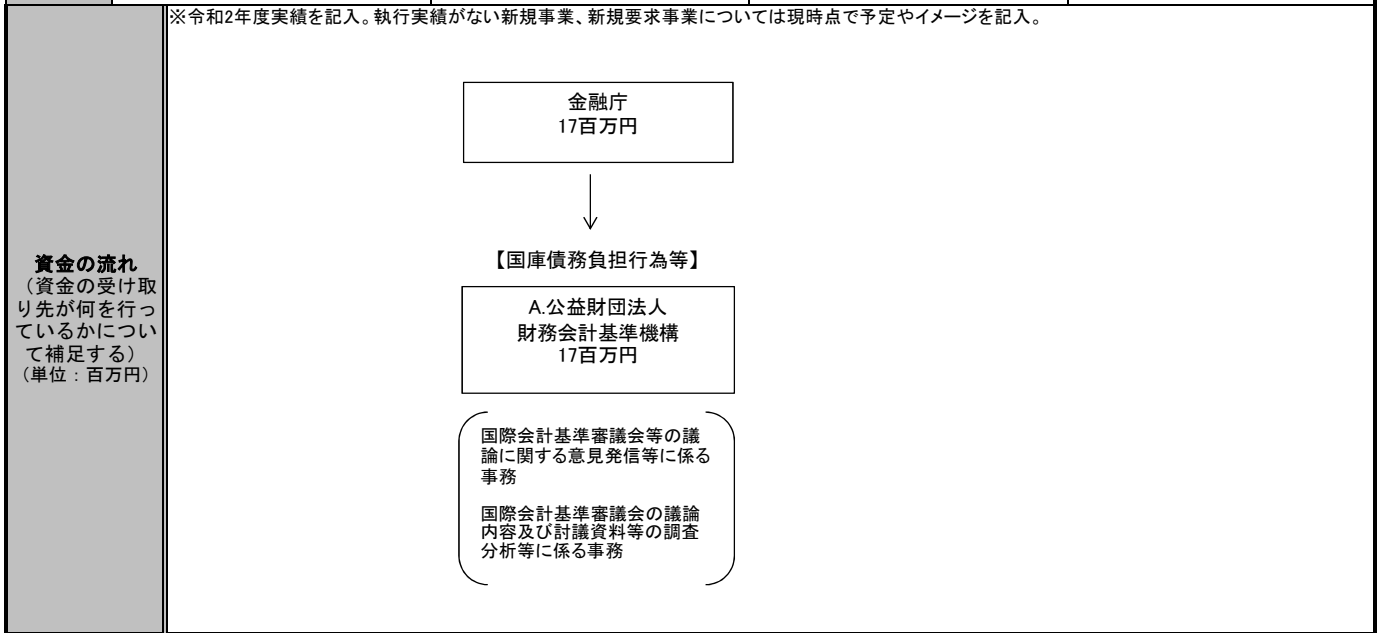 ※令和2年度実績を記入。執行実績がない新規事業、新規要求事業については現時点で予定やイメージを記入。
資金の流れ
（資金の受け取
り先が何を行っ
ているかについ
て補足する）
（単位：百万円）
金融庁
17百万円
【国庫債務負担行為等】
A.公益財団法人
財務会計基準機構
17百万円
国際会計基準審議会等の議
論に関する意見発信等に係る
事務
国際会計基準審議会の議論
内容及び討議資料等の調査
分析等に係る事務